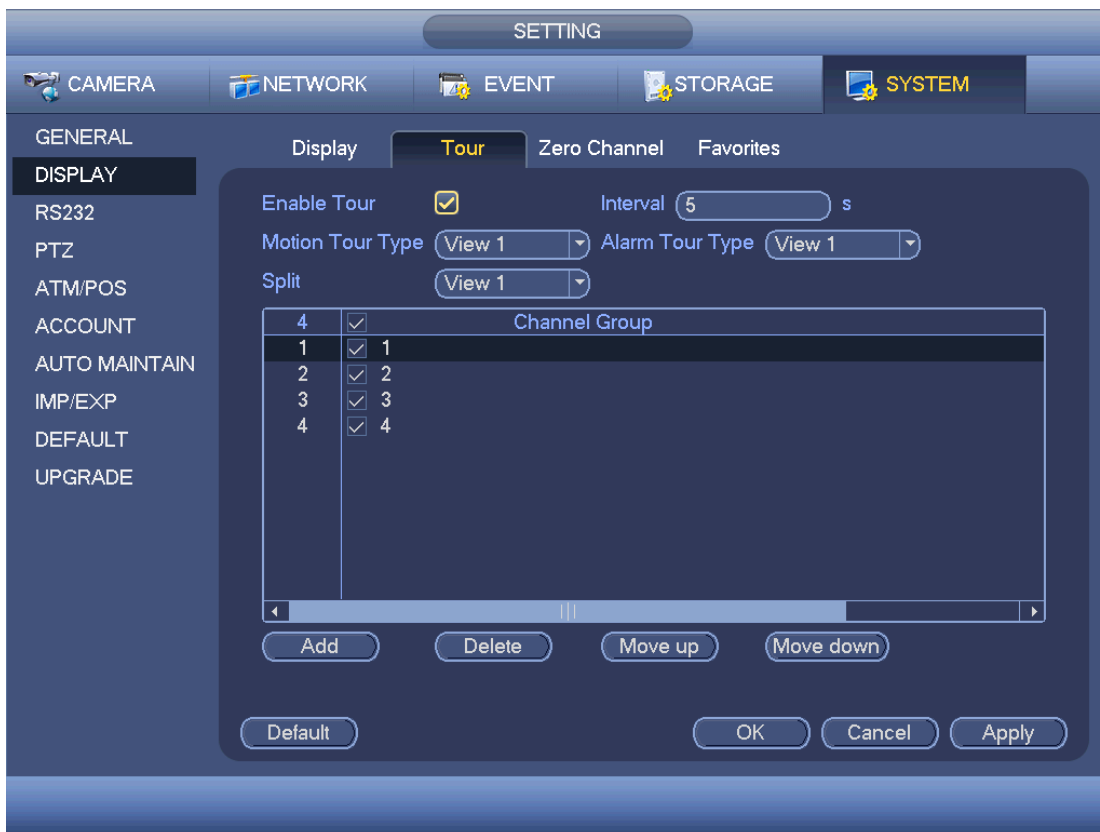 SETTING
CAMERA NETWORK EVENT STORAGE SYSTEM
GENERAL
DISPLAY
RS232
PTZ
ATM/POS
ACCOUNT
AUTO MAINTAIN
IMP/EXP
DEFAULT
UPGRADE
Display Tour Zero Channel Favorites
Enable Tour Interval 5 s
Motion Tour Type View 1 Alarm Tour Type View 1
Split View 1
4 Channel Group
1 1
2 2
3 3
4 4
Add Delete Move up Move down
Default OK Cancel Apply